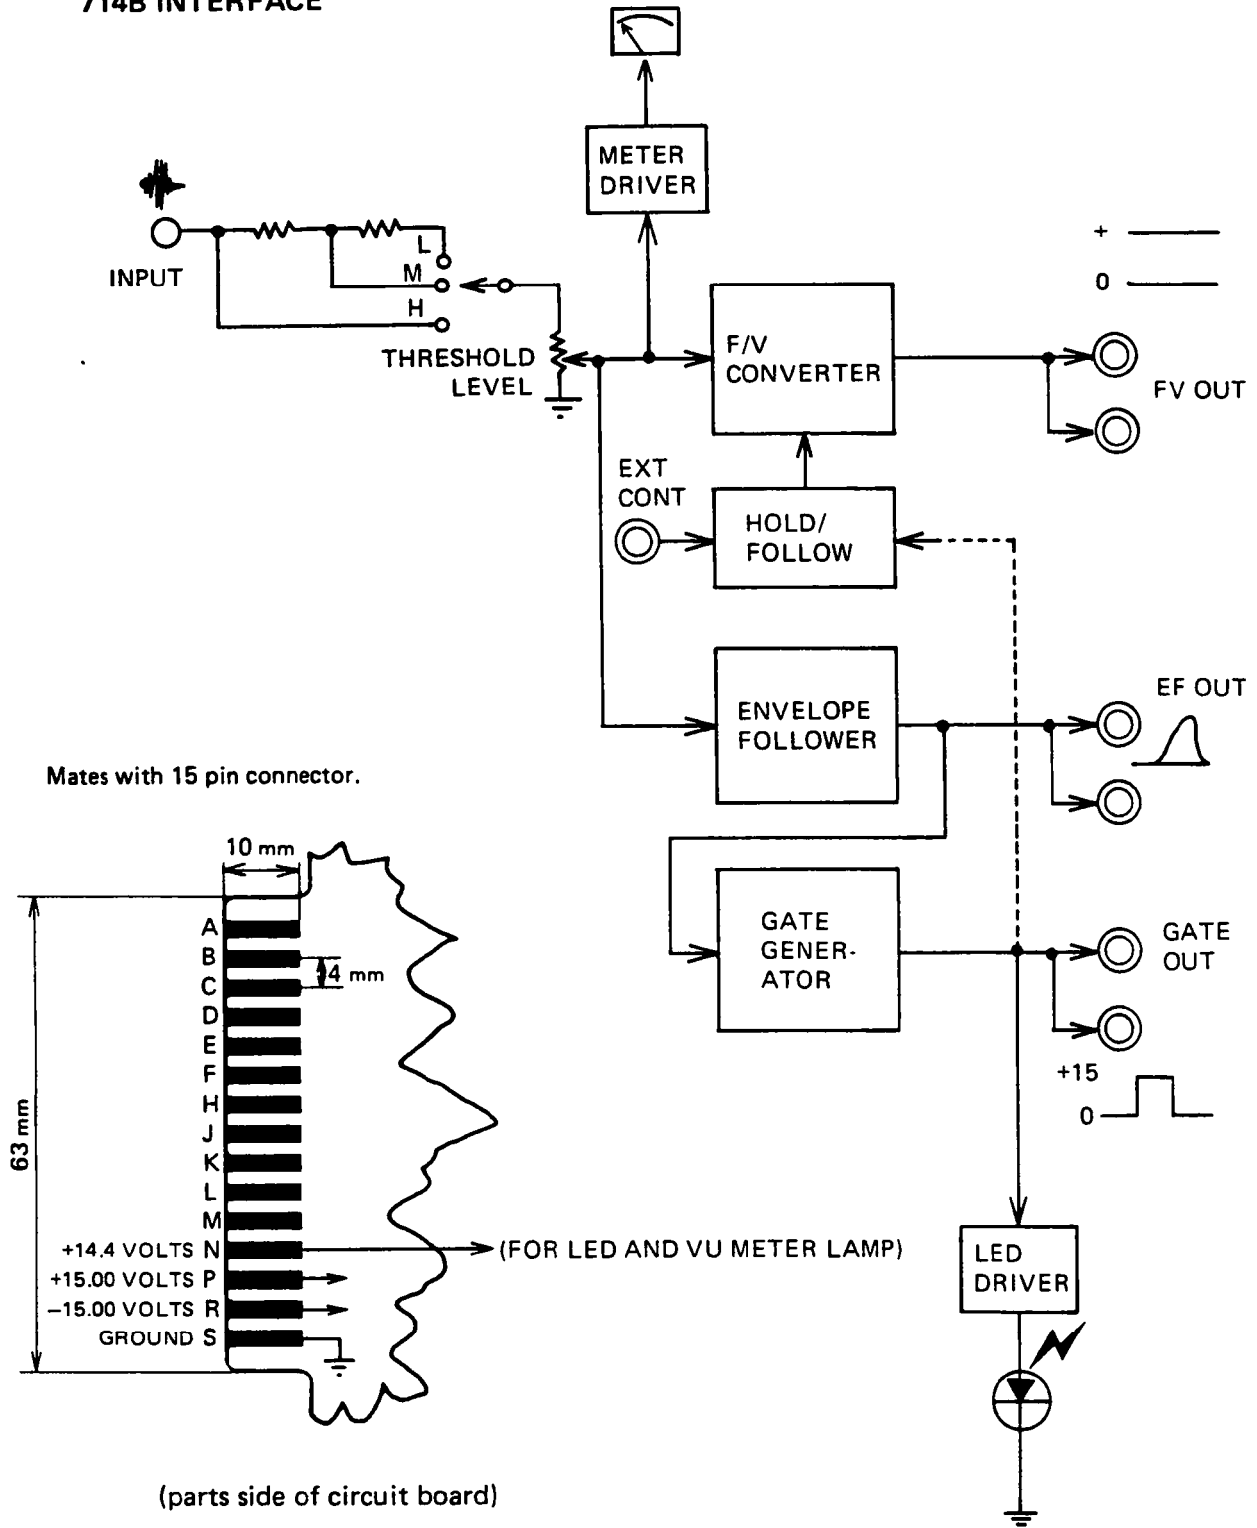 714B INTERFACE
METER
DRIVER
INPUT
L
M
H
THRESHOLD
LEVEL
F/V
CONVERTER
+
0
FV OUT
EXT
CONT
HOLD/
FOLLOW
ENVELOPE
FOLLOWER
EF OUT
GATE
GENER-
ATOR
GATE
OUT
+15
0
LED
DRIVER
Mates with 15 pin connector.
10 mm
A
B
4 mm
C
D
E
F
H
J
K
L
M
63 mm
+14.4 VOLTS N
(FOR LED AND VU METER LAMP)
+15.00 VOLTS P
−15.00 VOLTS R
GROUND S
(parts side of circuit board)